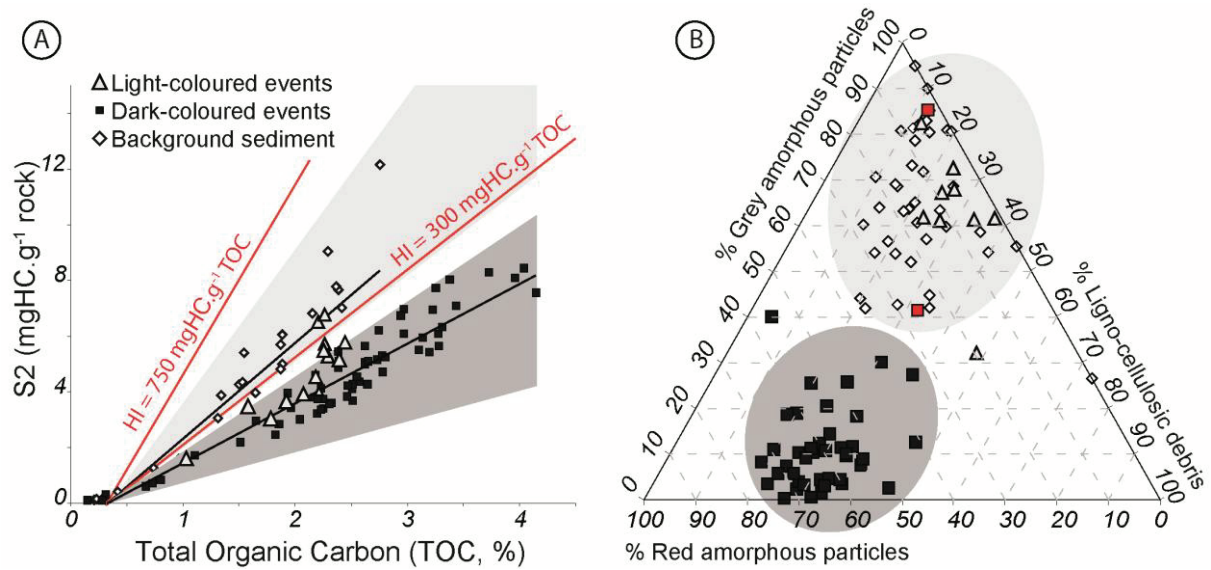 A
Light-coloured events
Dark-coloured events
Background sediment
S2 (mgHC.g⁻¹ rock)
12
8
4
0
HI = 750 mgHC.g⁻¹ TOC
HI = 300 mgHC.g⁻¹ TOC
0 1 2 3 4
Total Organic Carbon (TOC, %)
B
% Grey amorphous particles
100
90
80
70
60
50
40
30
20
10
0
% Ligno-cellulosic debris
0
10
20
30
40
50
60
70
80
90
100
100 90 80 70 60 50 40 30 20 10 0
% Red amorphous particles